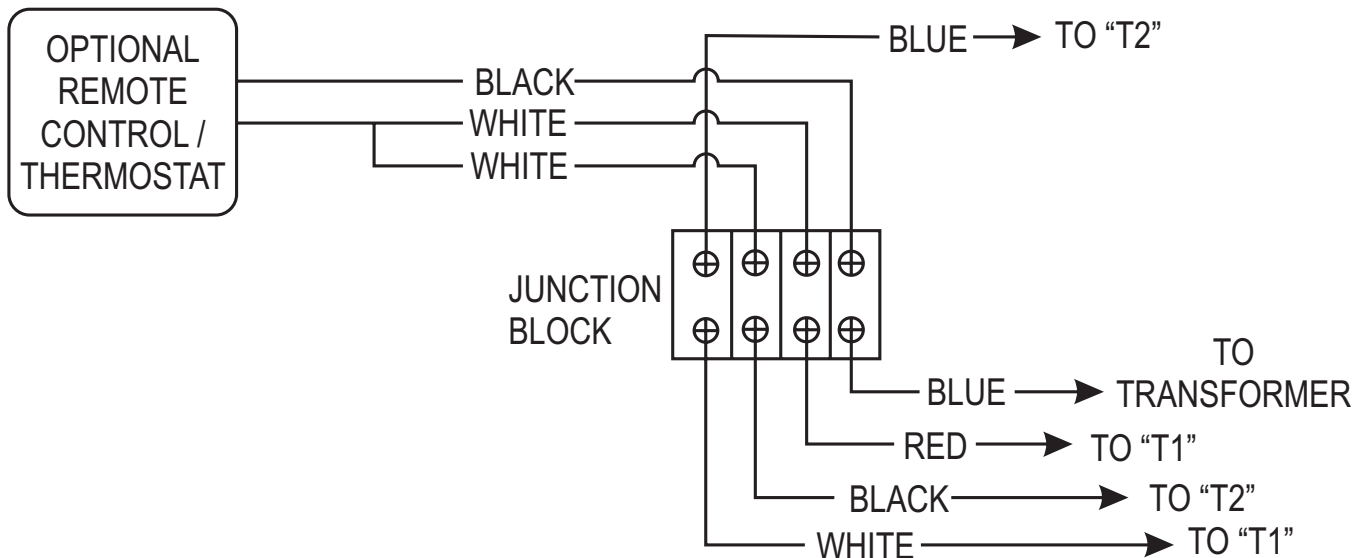 OPTIONAL
REMOTE
CONTROL /
THERMOSTAT
BLUE
TO “T2”
BLACK
WHITE
WHITE
JUNCTION
BLOCK
BLUE
TO
TRANSFORMER
RED
TO “T1”
BLACK
TO “T2”
WHITE
TO “T1”